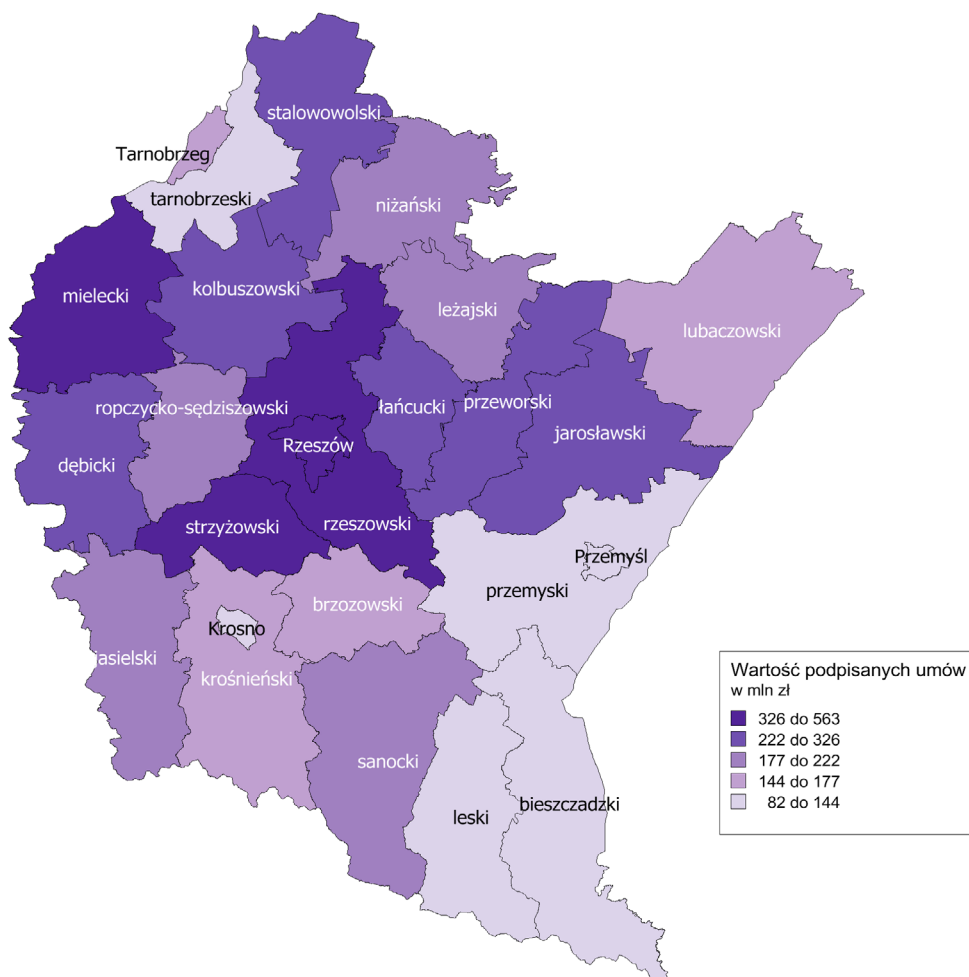 stalowowolski
Tarnobrzeg
tarnobrzeski
niżański
mielecki
kolbuszowski
leżajski
lubaczowski
ropczycko-sędziszowski
łańcucki
przeworski
jarosławski
Rzeszów
dębicki
strzyżowski
rzeszowski
Przemyśl
przemyski
brzozowski
Krosno
asielski
krośnieński
sanocki
leski
bieszczadzki
Wartość podpisanych umów
w mln zł
326 do 563
222 do 326
177 do 222
144 do 177
82 do 144